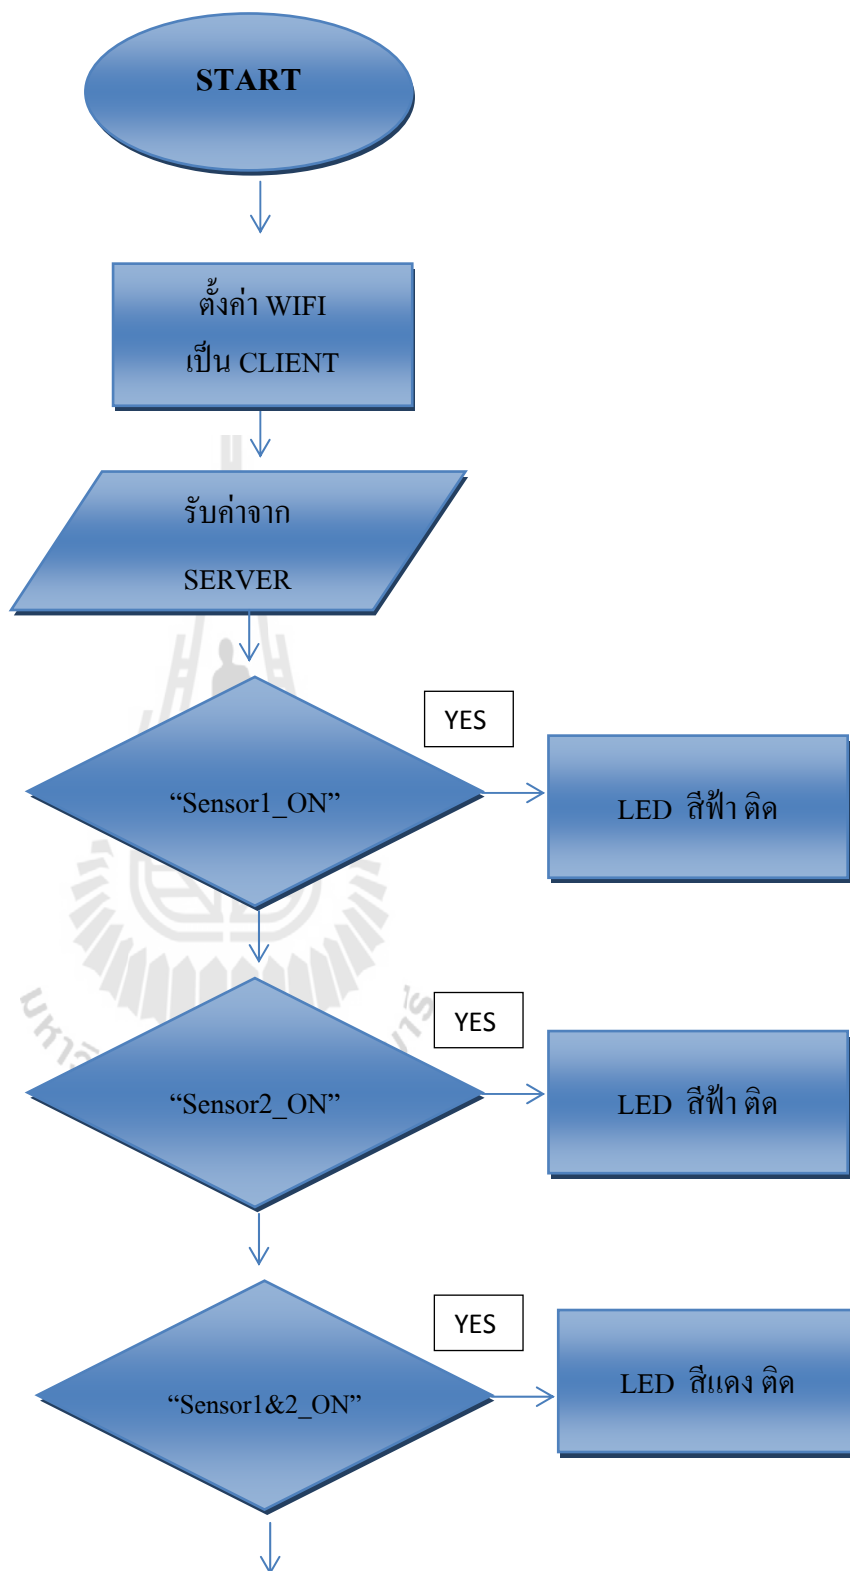 START
ตั้งค่า WIFI
เป็น CLIENT
รับค่าจาก
SERVER
YES
“Sensor1_ON”
LED สีฟ้า ติด
YES
“Sensor2_ON”
LED สีฟ้า ติด
YES
“Sensor1&2_ON”
LED สีแดง ติด